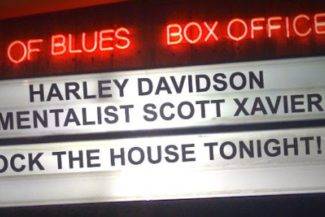 OF BLUES BOX OFFICE
HARLEY DAVIDSON
MENTALIST SCOTT XAVIER
OCK THE HOUSE TONIGHT!